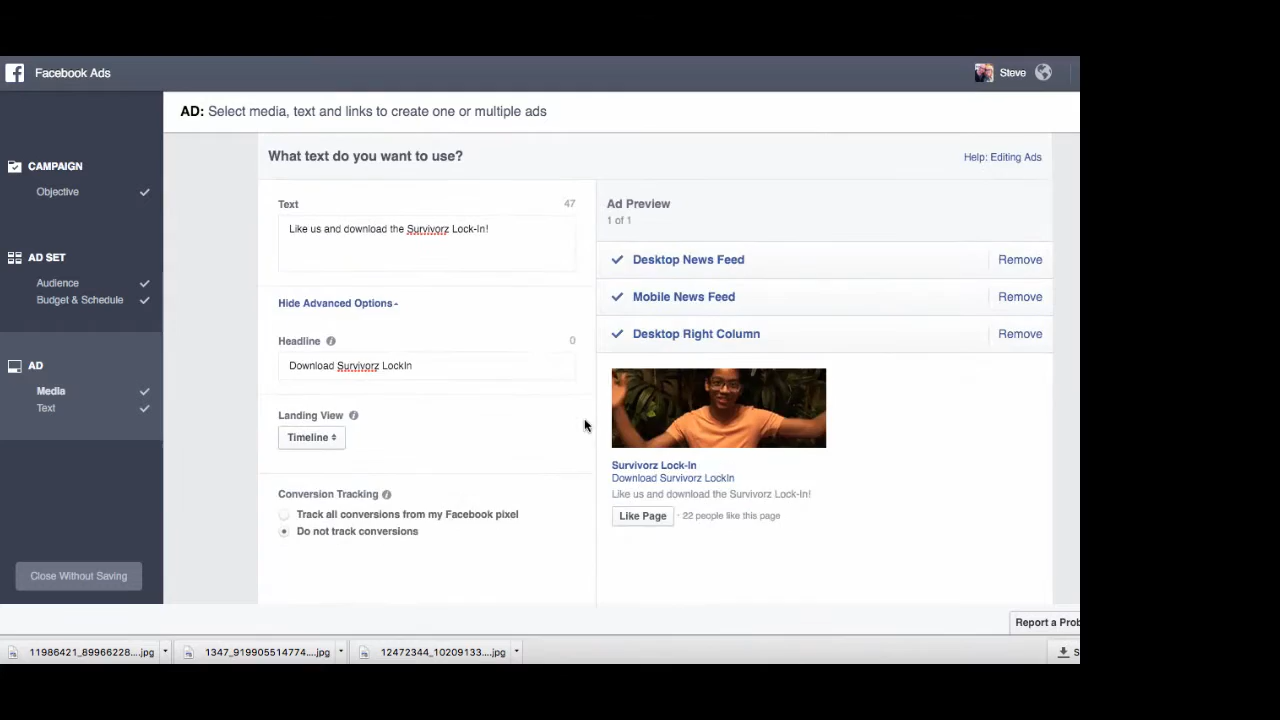 Facebook Ads
Steve
AD: Select media, text and links to create one or multiple ads
CAMPAIGN
Objective
AD SET
Audience
Budget & Schedule
AD
Media
Text
Close Without Saving
What text do you want to use?
Help: Editing Ads
Text 47
Like us and download the Survivorz Lock-In!
Hide Advanced Options-
Headline 0
Download Survivorz LockIn
Landing View
Timeline
Conversion Tracking
Track all conversions from my Facebook pixel
Do not track conversions
Ad Preview
1 of 1
Desktop News Feed Remove
Mobile News Feed Remove
Desktop Right Column Remove
Survivorz Lock-In
Download Survivorz LockIn
Like us and download the Survivorz Lock-In!
Like Page · 22 people like this page
Report a Prob
11986421_89966228....jpg
1347_919905514774....jpg
12472344_10209133....jpg
S